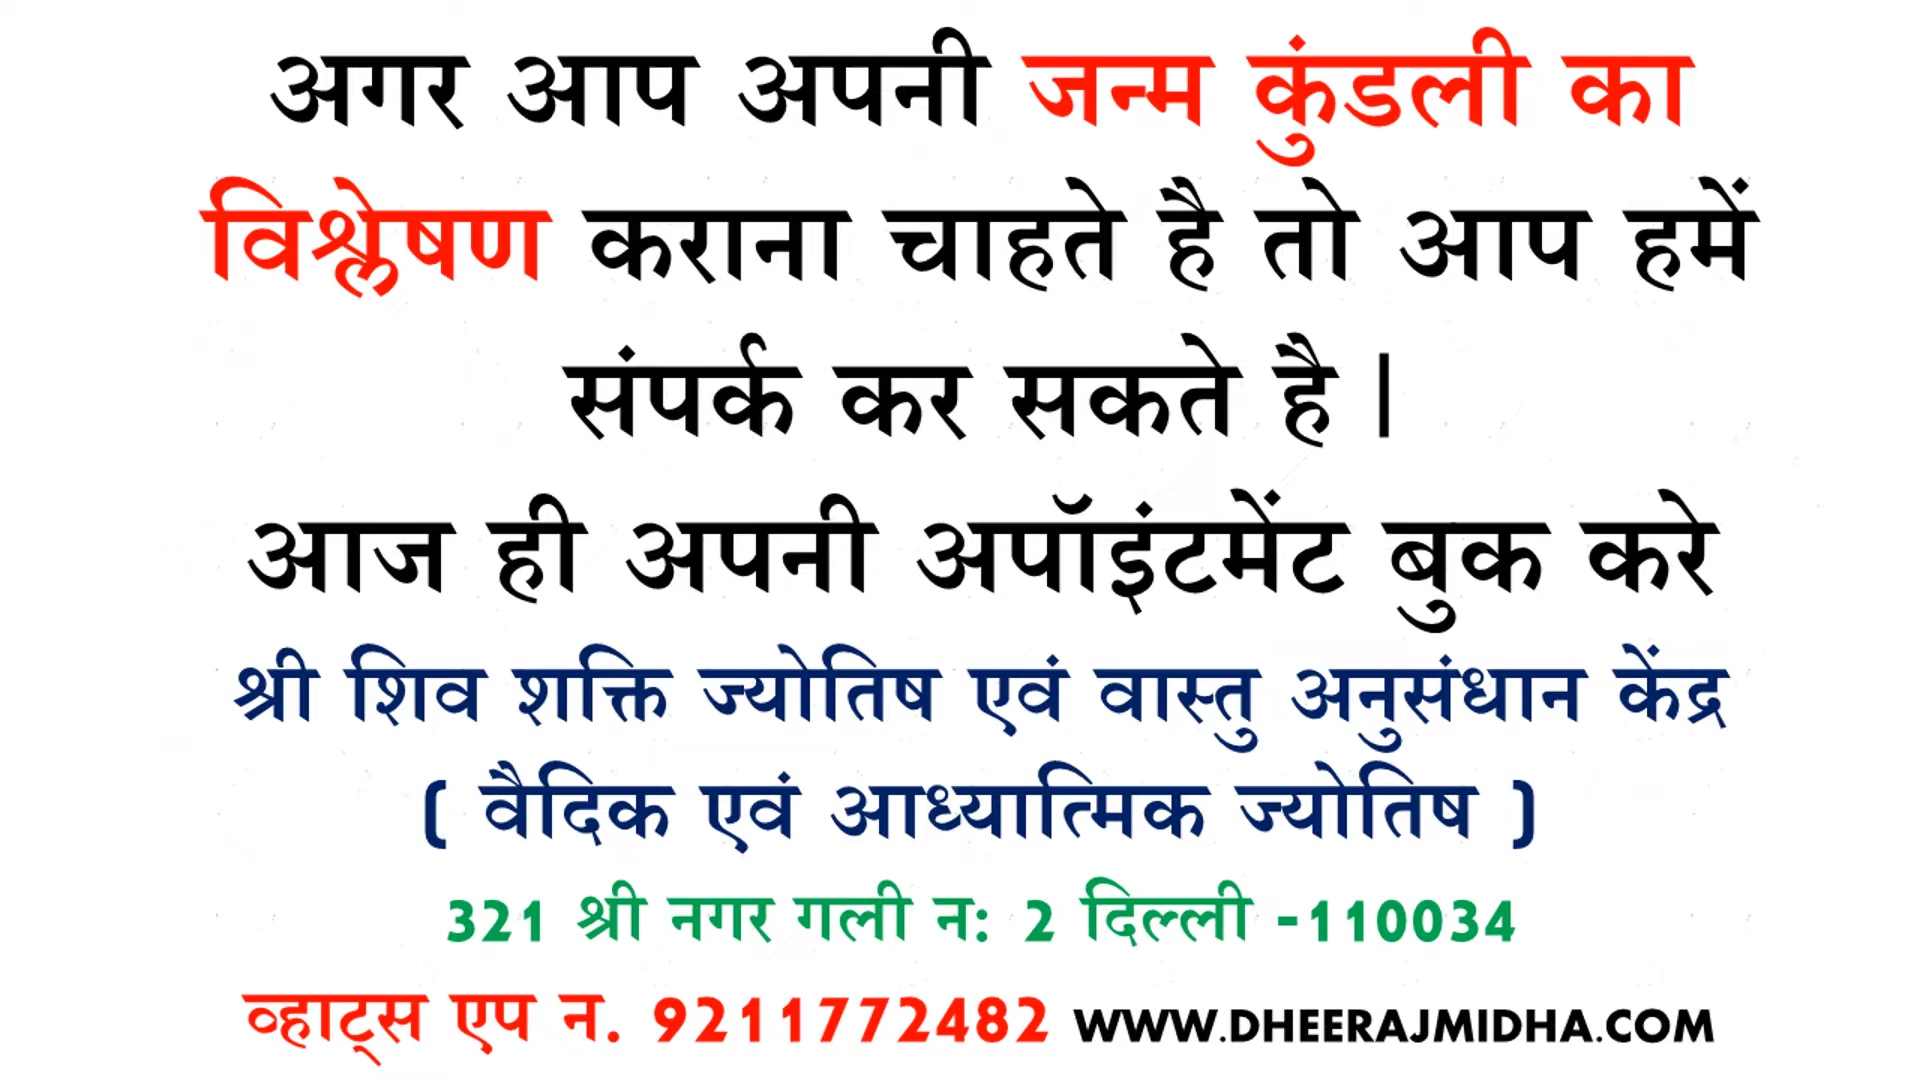 अगर आप अपनी जन्म कुंडली का
विश्लेषण कराना चाहते है तो आप हमें
संपर्क कर सकते है |
आज ही अपनी अपॉइंटमेंट बुक करे
श्री शिव शक्ति ज्योतिष एवं वास्तु अनुसंधान केंद्र
( वैदिक एवं आध्यात्मिक ज्योतिष )
321 श्री नगर गली न: 2 दिल्ली -110034
व्हाट्स एप न. 9211772482 WWW.DHEERAJMIDHA.COM